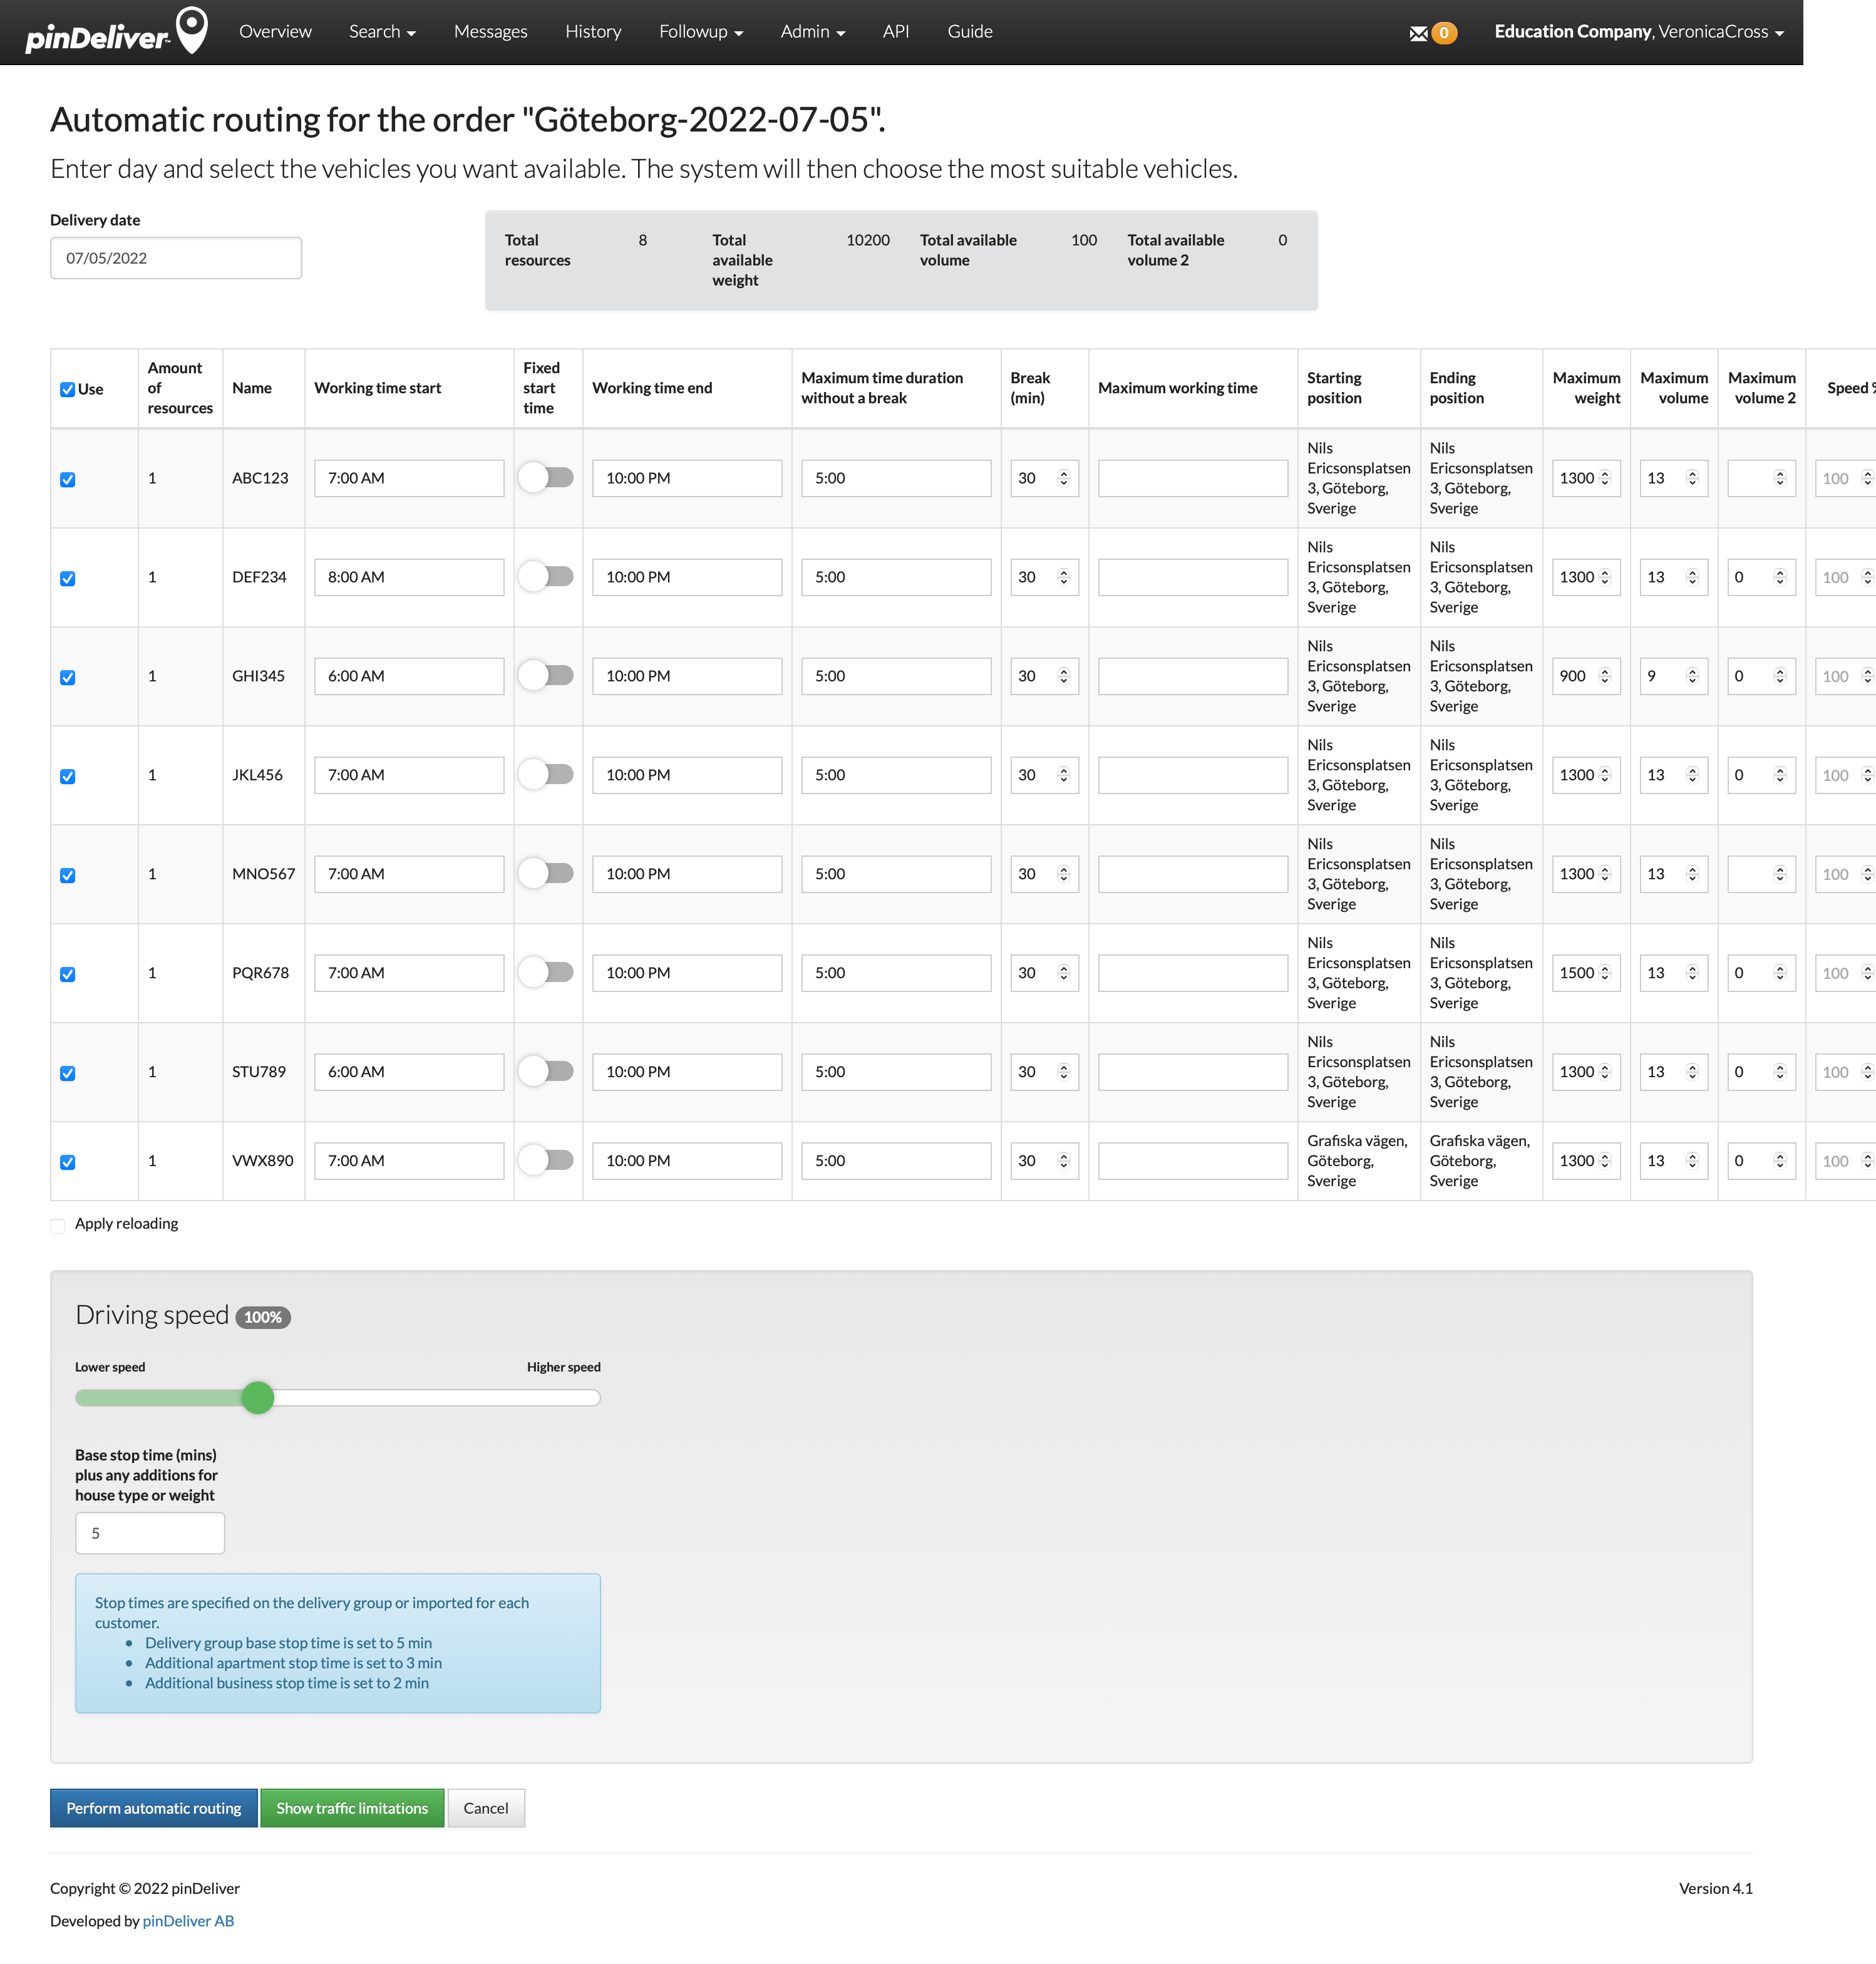 pinDeliver
Overview
Search
Messages
History
Followup
Admin
API
Guide
0
Education Company, VeronicaCross
Automatic routing for the order "Göteborg-2022-07-05".
Enter day and select the vehicles you want available. The system will then choose the most suitable vehicles.
Delivery date
07/05/2022
Total resources 8
Total available weight 10200
Total available volume 100
Total available volume 2 0
Use Amount of resources Name Working time start Fixed start time Working time end Maximum time duration without a break Break (min) Maximum working time Starting position Ending position Maximum weight Maximum volume Maximum volume 2 Speed
1 ABC123 7:00 AM 10:00 PM 5:00 30 Nils Ericsonsplatsen 3, Göteborg, Sverige Nils Ericsonsplatsen 3, Göteborg, Sverige 1300 13 100
1 DEF234 8:00 AM 10:00 PM 5:00 30 Nils Ericsonsplatsen 3, Göteborg, Sverige Nils Ericsonsplatsen 3, Göteborg, Sverige 1300 13 0 100
1 GHI345 6:00 AM 10:00 PM 5:00 30 Nils Ericsonsplatsen 3, Göteborg, Sverige Nils Ericsonsplatsen 3, Göteborg, Sverige 900 9 0 100
1 JKL456 7:00 AM 10:00 PM 5:00 30 Nils Ericsonsplatsen 3, Göteborg, Sverige Nils Ericsonsplatsen 3, Göteborg, Sverige 1300 13 0 100
1 MNO567 7:00 AM 10:00 PM 5:00 30 Nils Ericsonsplatsen 3, Göteborg, Sverige Nils Ericsonsplatsen 3, Göteborg, Sverige 1300 13 100
1 PQR678 7:00 AM 10:00 PM 5:00 30 Nils Ericsonsplatsen 3, Göteborg, Sverige Nils Ericsonsplatsen 3, Göteborg, Sverige 1500 13 0 100
1 STU789 6:00 AM 10:00 PM 5:00 30 Nils Ericsonsplatsen 3, Göteborg, Sverige Nils Ericsonsplatsen 3, Göteborg, Sverige 1300 13 0 100
1 VWX890 7:00 AM 10:00 PM 5:00 30 Grafiska vägen, Göteborg, Sverige Grafiska vägen, Göteborg, Sverige 1300 13 0 100
Apply reloading
Driving speed 100%
Lower speed Higher speed
Base stop time (mins)
plus any additions for
house type or weight
5
Stop times are specified on the delivery group or imported for each
customer.
• Delivery group base stop time is set to 5 min
• Additional apartment stop time is set to 3 min
• Additional business stop time is set to 2 min
Perform automatic routing
Show traffic limitations
Cancel
Copyright © 2022 pinDeliver
Version 4.1
Developed by pinDeliver AB